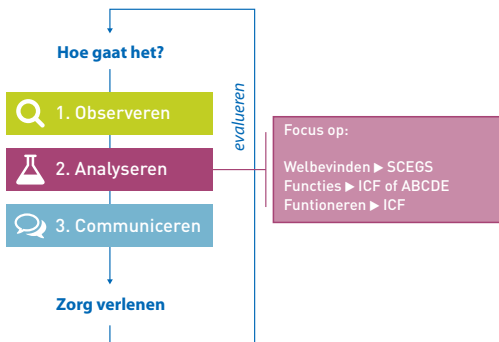 Hoe gaat het?
1. Observeren
2. Analyseren
3. Communiceren
Zorg verlenen
evalueren
Focus op:
Welbevinden ▶ SCEGS
Functies ▶ ICF of ABCDE
Funtioneren ▶ ICF